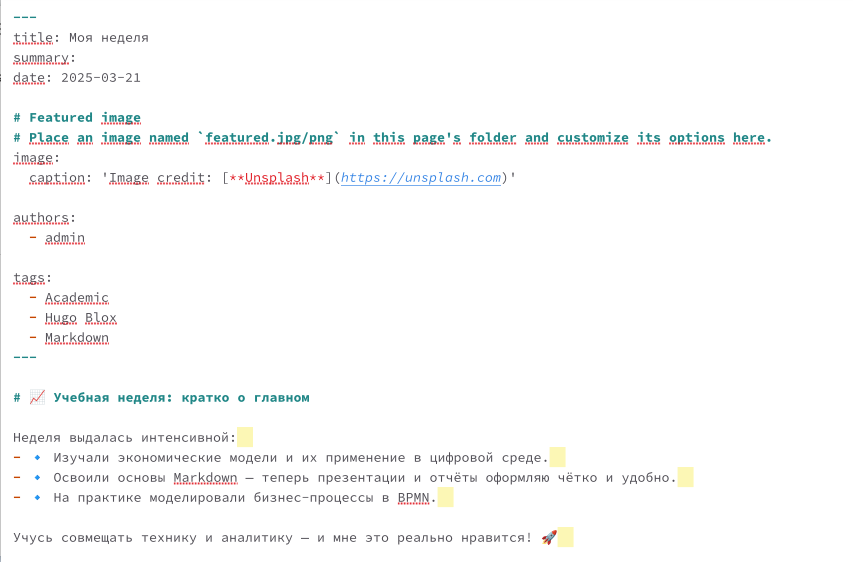 ---
title: Моя неделя
summary:
date: 2025-03-21
# Featured image
# Place an image named `featured.jpg/png` in this page's folder and customize its options here.
image:
  caption: 'Image credit: [**Unsplash**](https://unsplash.com)'
authors:
  - admin
tags:
  - Academic
  - Hugo Blox
  - Markdown
---
# 📈 Учебная неделя: кратко о главном
Неделя выдалась интенсивной:
- 🔹 Изучали экономические модели и их применение в цифровой среде.
- 🔹 Освоили основы Markdown — теперь презентации и отчёты оформляю чётко и удобно.
- 🔹 На практике моделировали бизнес-процессы в BPMN.
Учусь совмещать технику и аналитику — и мне это реально нравится! 🚀